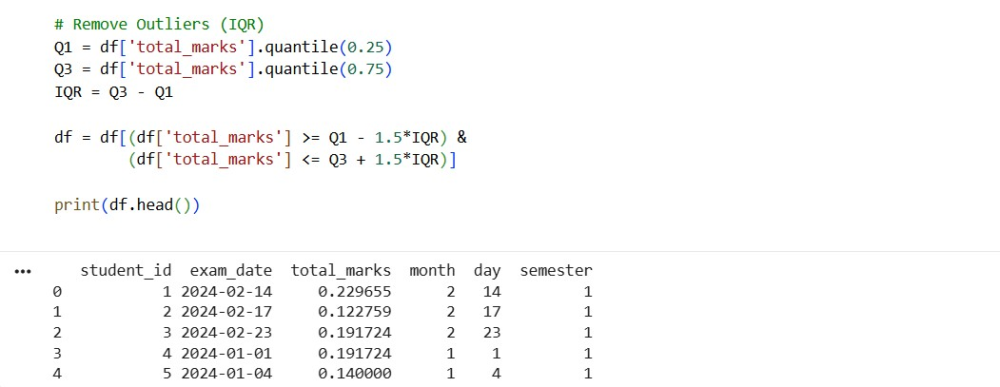 # Remove Outliers (IQR)
Q1 = df['total_marks'].quantile(0.25)
Q3 = df['total_marks'].quantile(0.75)
IQR = Q3 - Q1
df = df[(df['total_marks'] >= Q1 - 1.5*IQR) &
(df['total_marks'] <= Q3 + 1.5*IQR)]
print(df.head())
student_id exam_date total_marks month day semester
0 1 2024-02-14 0.229655 2 14 1
1 2 2024-02-17 0.122759 2 17 1
2 3 2024-02-23 0.191724 2 23 1
3 4 2024-01-01 0.191724 1 1 1
4 5 2024-01-04 0.140000 1 4 1